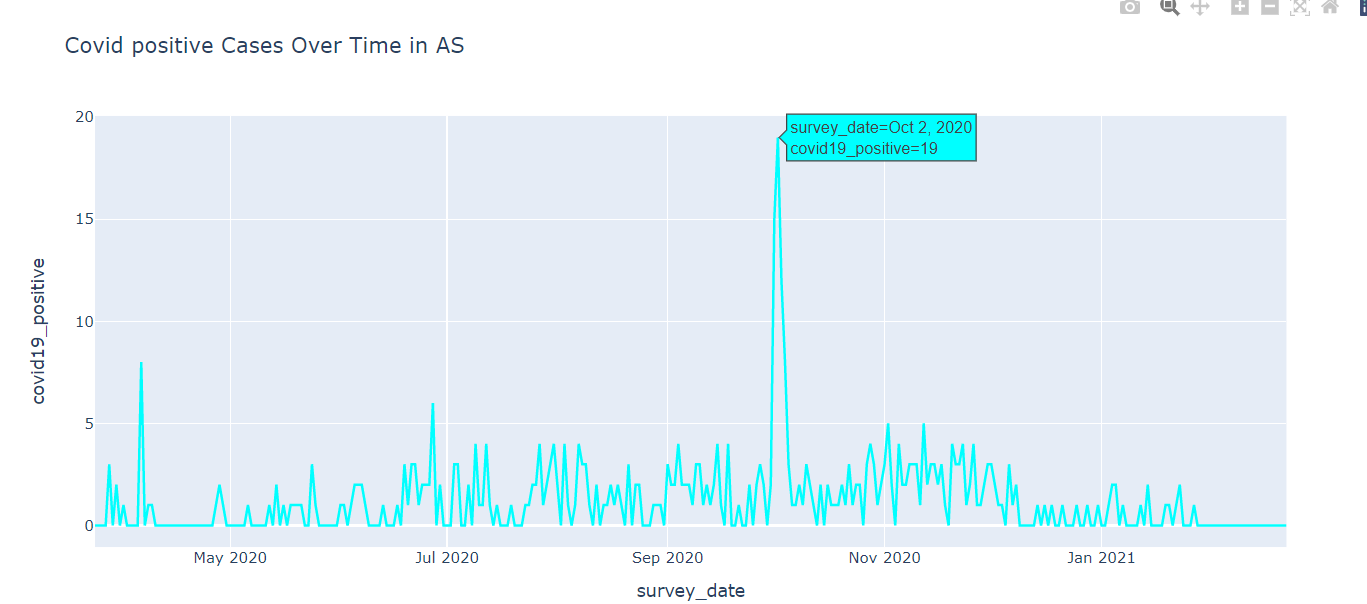 Covid positive Cases Over Time in AS
20
survey_date=Oct 2, 2020
covid19_positive=19
15
10
5
0
covid19_positive
May 2020
Jul 2020
Sep 2020
Nov 2020
Jan 2021
survey_date